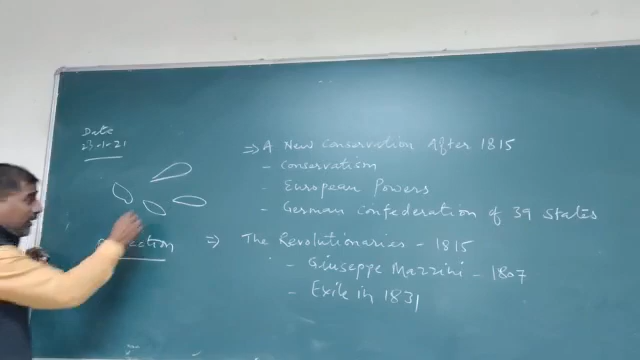 Date
23-1-21
⇒ A New Conservation After 1815
- Conservatism
- European Powers
- German Confederation of 39 States
⇒ The Revolutionaries - 1815
- Giuseppe Mazzini - 1807
- Exile in 1831